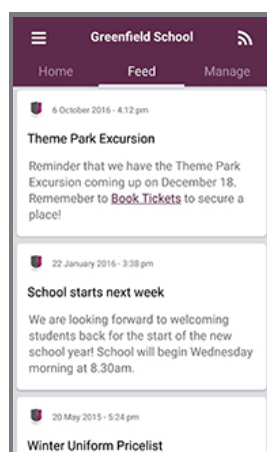 Greenfield School
Home Feed Manage
6 October 2016 - 4:12 pm
Theme Park Excursion
Reminder that we have the Theme Park
Excursion coming up on December 18.
Rememeber to Book Tickets to secure a
place!
22 January 2016 - 3:38 pm
School starts next week
We are looking forward to welcoming
students back for the start of the new
school year! School will begin Wednesday
morning at 8.30am.
20 May 2015 - 5:24 pm
Winter Uniform Pricelist